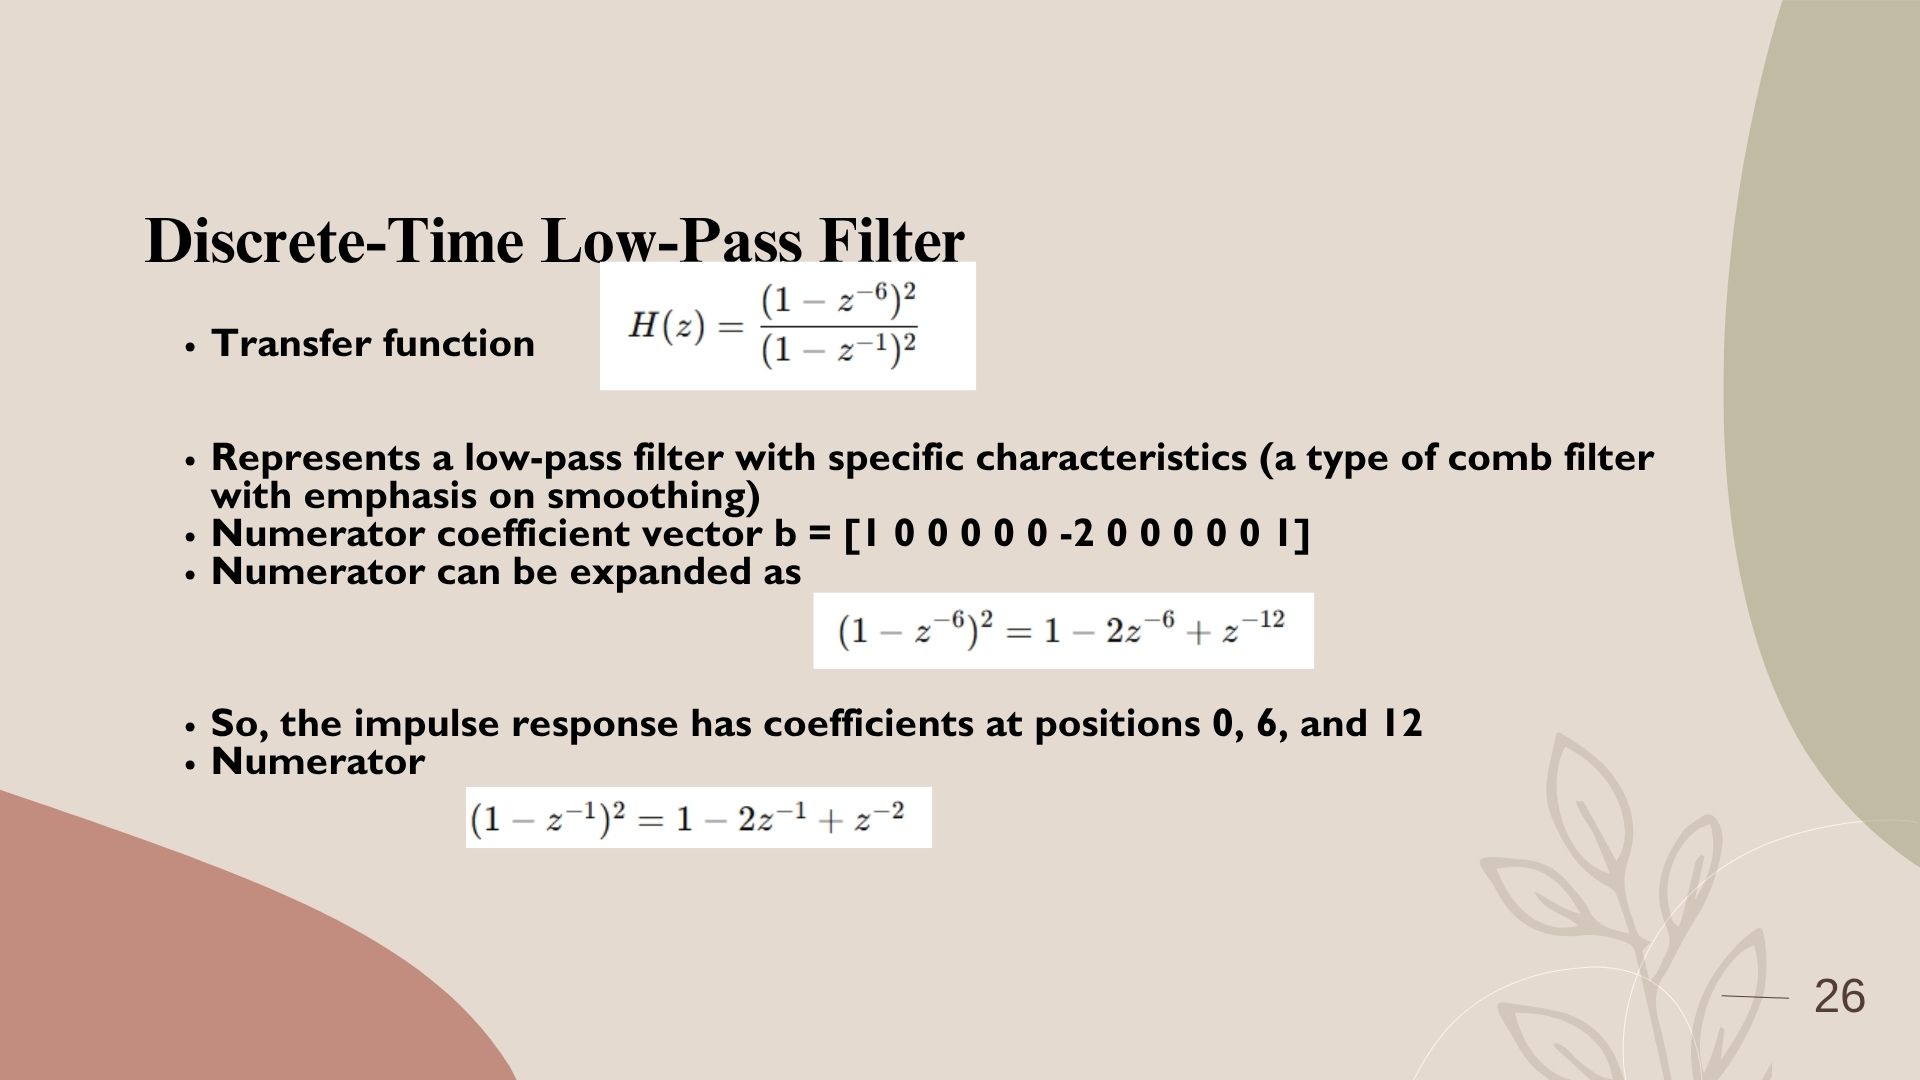 Discrete-Time Low-Pass Filter
• Transfer function
H(z) = (1 − z⁻⁶)² / (1 − z⁻¹)²
• Represents a low-pass filter with specific characteristics (a type of comb filter
with emphasis on smoothing)
• Numerator coefficient vector b = [1 0 0 0 0 0 -2 0 0 0 0 0 1]
• Numerator can be expanded as
(1 − z⁻⁶)² = 1 − 2z⁻⁶ + z⁻¹²
• So, the impulse response has coefficients at positions 0, 6, and 12
• Numerator
(1 − z⁻¹)² = 1 − 2z⁻¹ + z⁻²
26